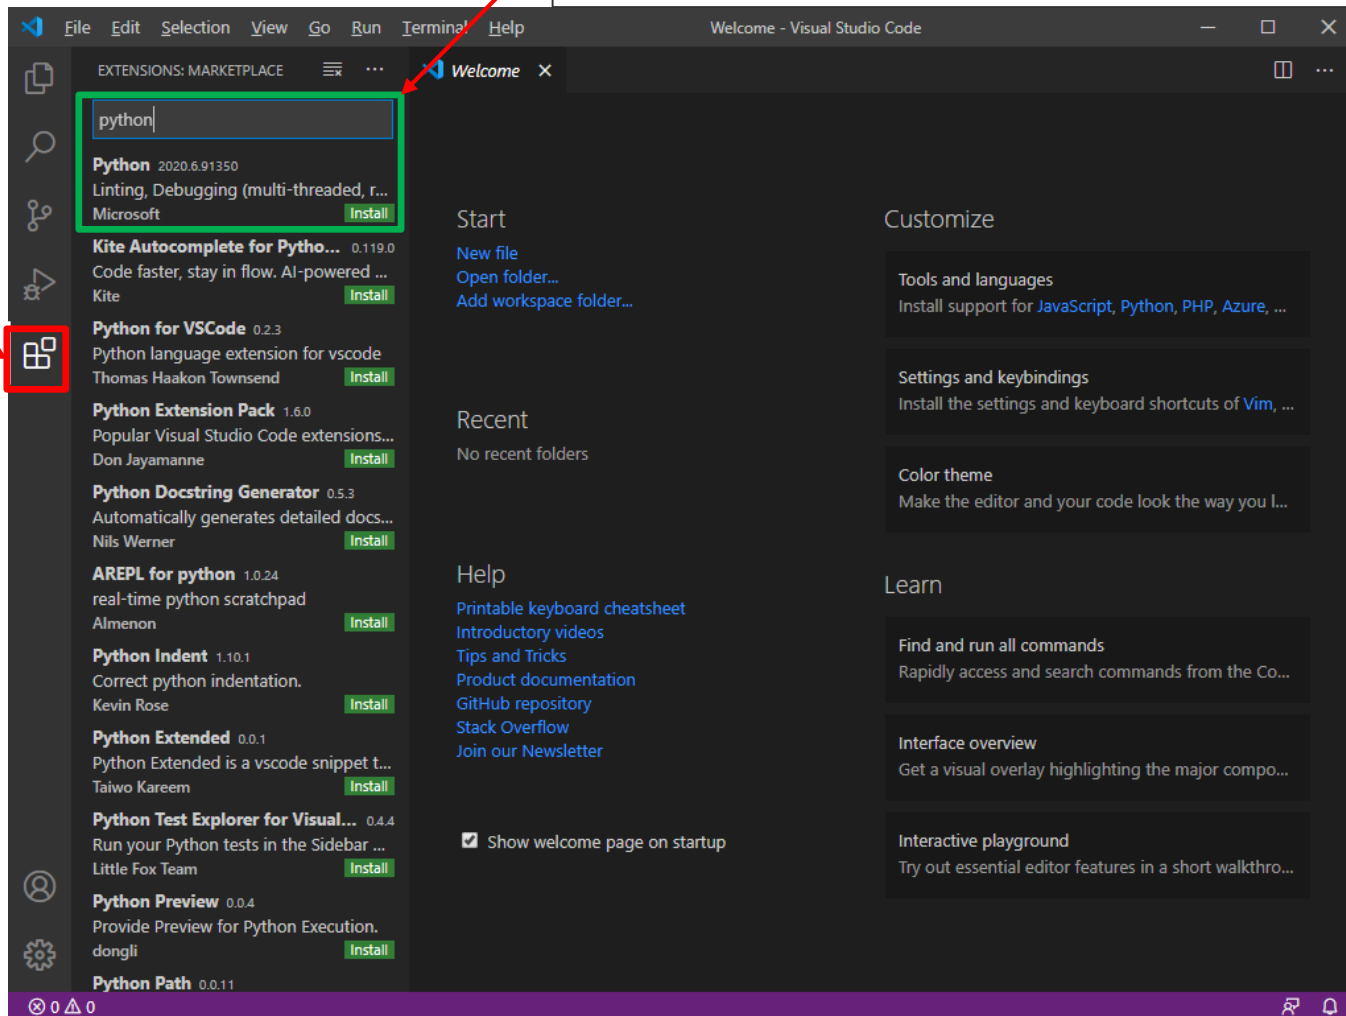 File Edit Selection View Go Run Terminal Help
Welcome - Visual Studio Code
EXTENSIONS: MARKETPLACE
Welcome
python
Python 2020.6.91350
Linting, Debugging (multi-threaded, r...
Microsoft Install
Kite Autocomplete for Pytho... 0.119.0
Code faster, stay in flow. AI-powered ...
Kite Install
Python for VSCode 0.2.3
Python language extension for vscode
Thomas Haakon Townsend Install
Python Extension Pack 1.6.0
Popular Visual Studio Code extensions...
Don Jayamanne Install
Python Docstring Generator 0.5.3
Automatically generates detailed docs...
Nils Werner Install
AREPL for python 1.0.24
real-time python scratchpad
Almenon Install
Python Indent 1.10.1
Correct python indentation.
Kevin Rose Install
Python Extended 0.0.1
Python Extended is a vscode snippet t...
Taiwo Kareem Install
Python Test Explorer for Visual... 0.4.4
Run your Python tests in the Sidebar ...
Little Fox Team Install
Python Preview 0.0.4
Provide Preview for Python Execution.
dongli Install
Python Path 0.0.11
Start
New file
Open folder...
Add workspace folder...
Recent
No recent folders
Help
Printable keyboard cheatsheet
Introductory videos
Tips and Tricks
Product documentation
GitHub repository
Stack Overflow
Join our Newsletter
Show welcome page on startup
Customize
Tools and languages
Install support for JavaScript, Python, PHP, Azure, ...
Settings and keybindings
Install the settings and keyboard shortcuts of Vim, ...
Color theme
Make the editor and your code look the way you l...
Learn
Find and run all commands
Rapidly access and search commands from the Co...
Interface overview
Get a visual overlay highlighting the major compo...
Interactive playground
Try out essential editor features in a short walkthro...
0 0